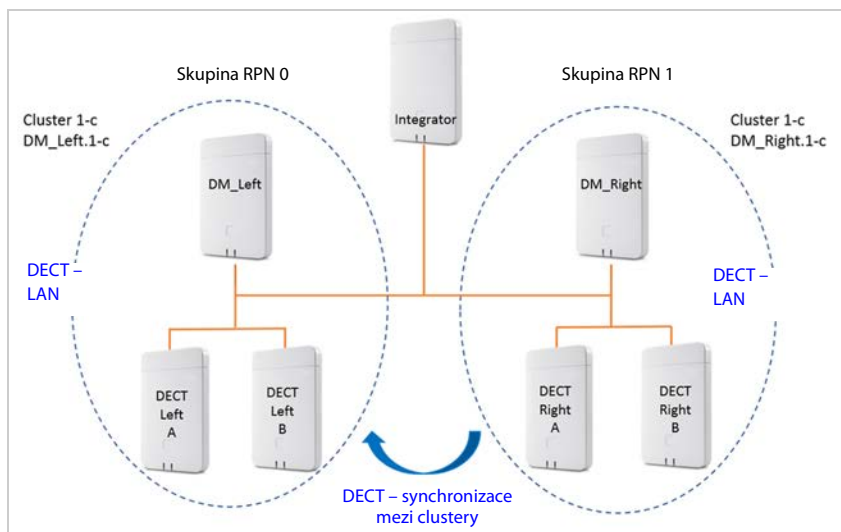 Skupina RPN 0
Skupina RPN 1
Integrator
Cluster 1-c
DM_Left.1-c
Cluster 1-c
DM_Right.1-c
DM_Left
DM_Right
DECT –
LAN
DECT –
LAN
DECT
Left
A
DECT
Left
B
DECT
Right
A
DECT
Right
B
DECT – synchronizace
mezi clustery